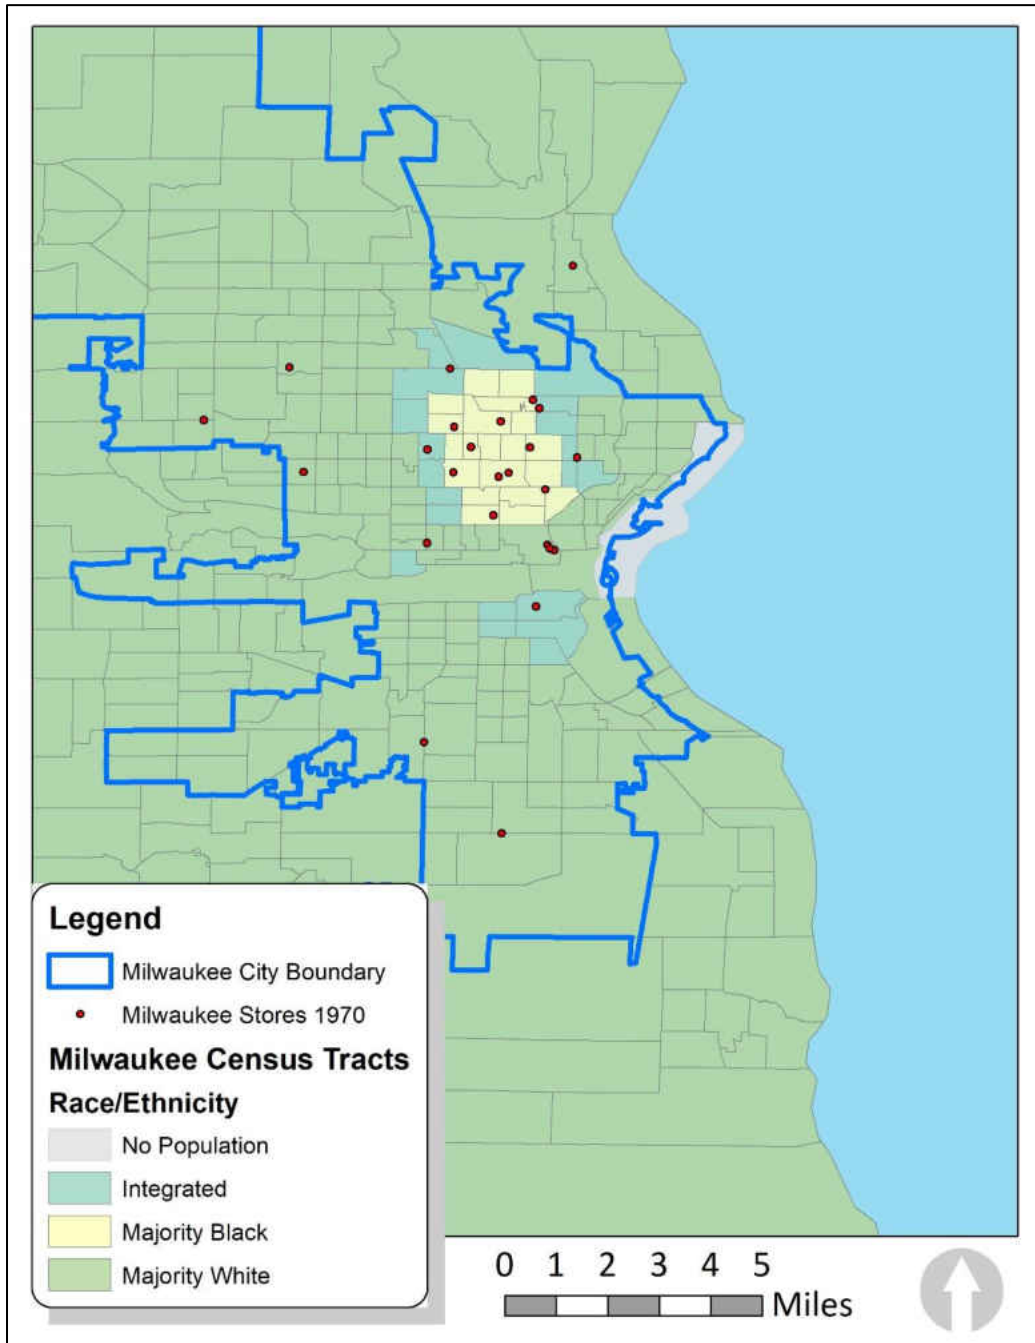 Legend
Milwaukee City Boundary
Milwaukee Stores 1970
Milwaukee Census Tracts
Race/Ethnicity
No Population
Integrated
Majority Black
Majority White
0 1 2 3 4 5
Miles